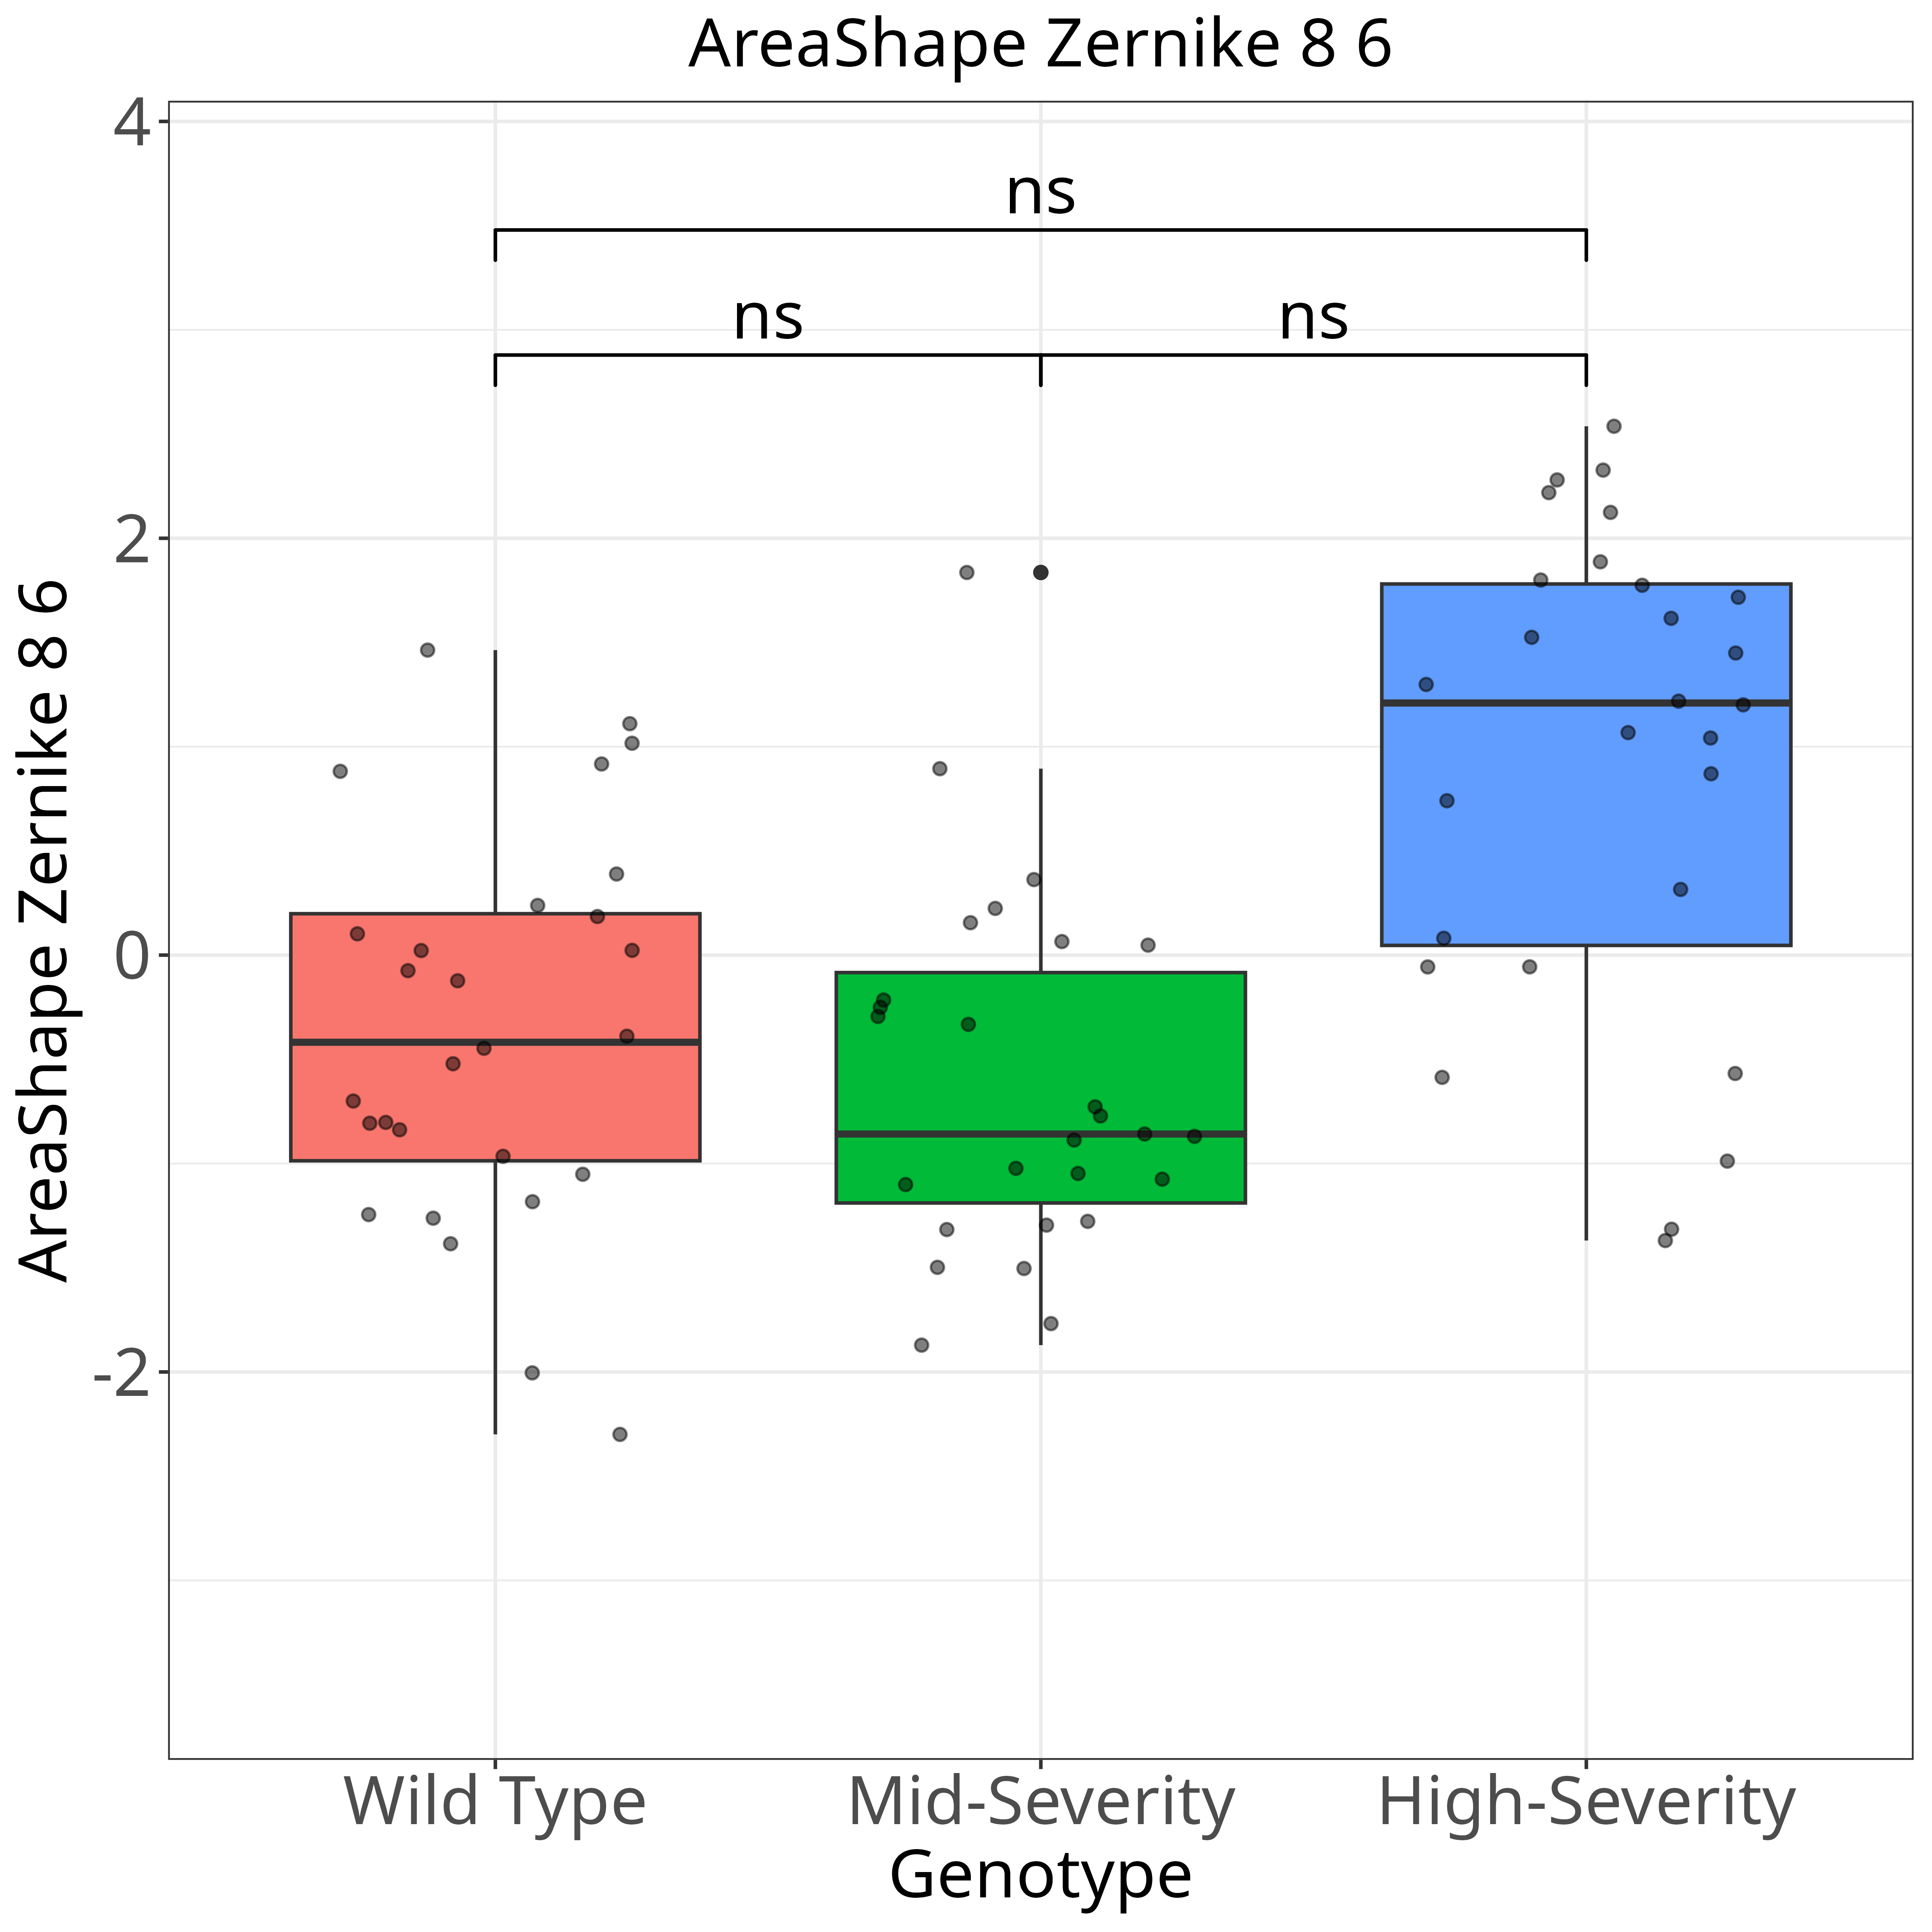 AreaShape Zernike 8 6
4
ns
ns
ns
2
0
-2
AreaShape Zernike 8 6
Wild Type
Mid-Severity
High-Severity
Genotype